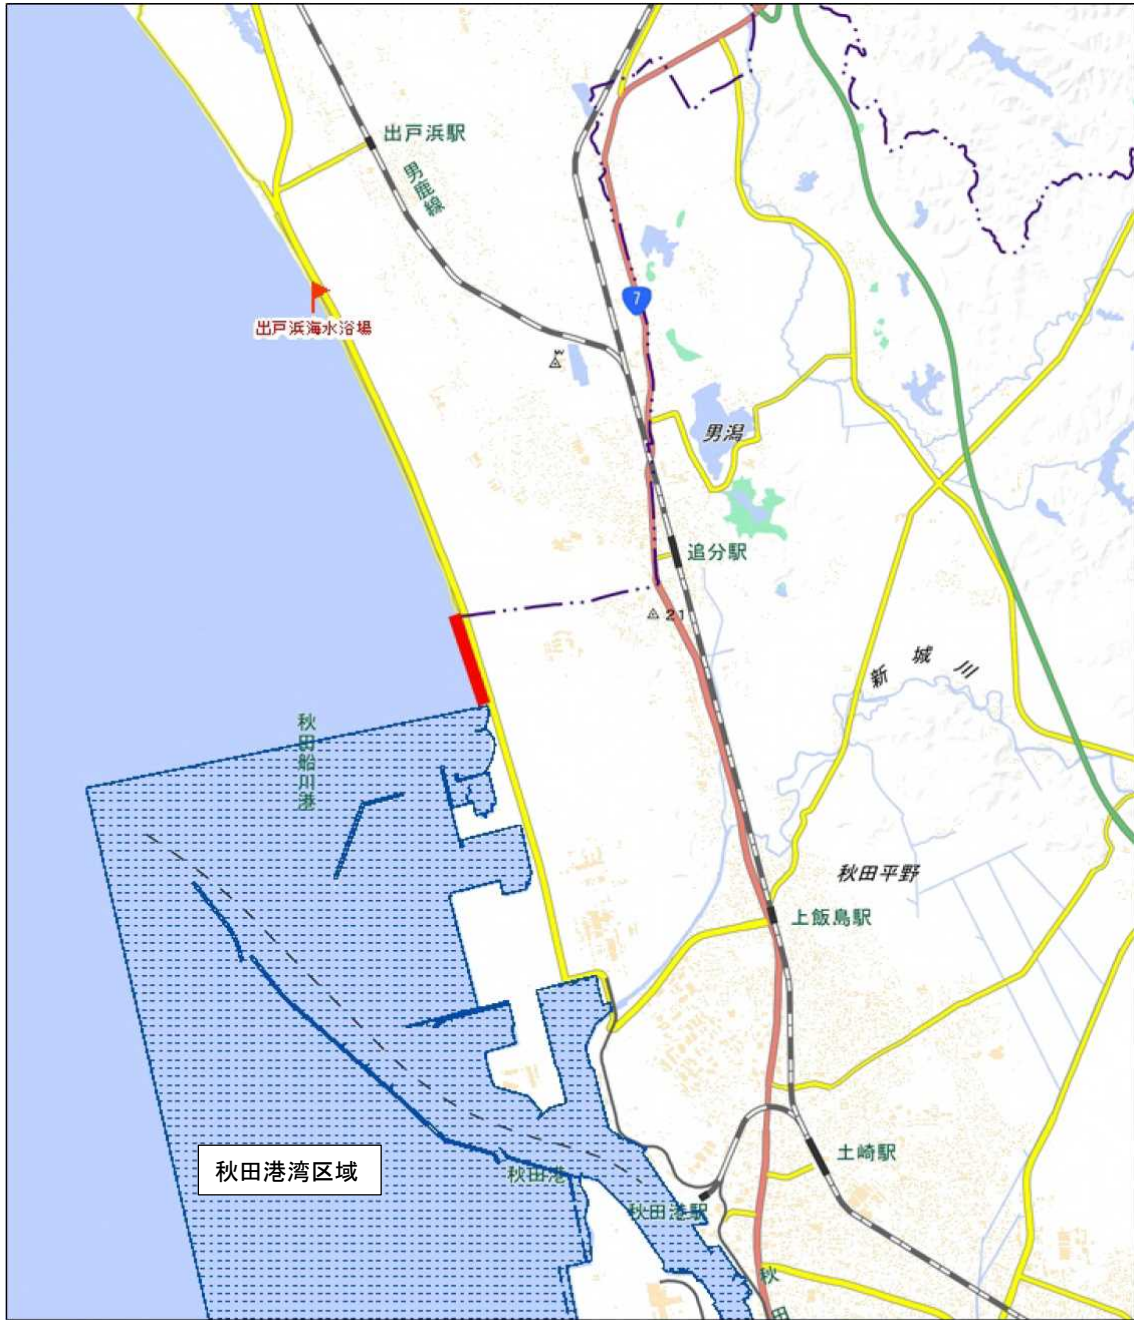 出戸浜駅
男鹿線
7
出戸浜海水浴場
男潟
追分駅
21
新城川
秋田船川港
秋田平野
上飯島駅
土崎駅
秋田港湾区域
秋田港
秋田港駅
秋田